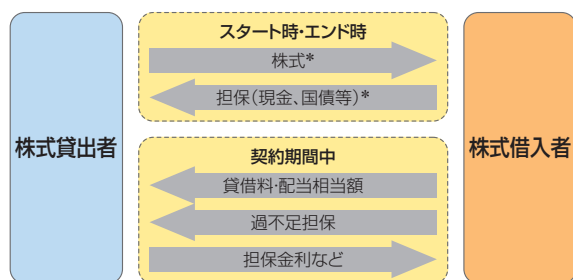 スタート時・エンド時
株式*
担保（現金、国債等）*
株式貸出者
株式借入者
契約期間中
貸借料・配当相当額
過不足担保
担保金利など